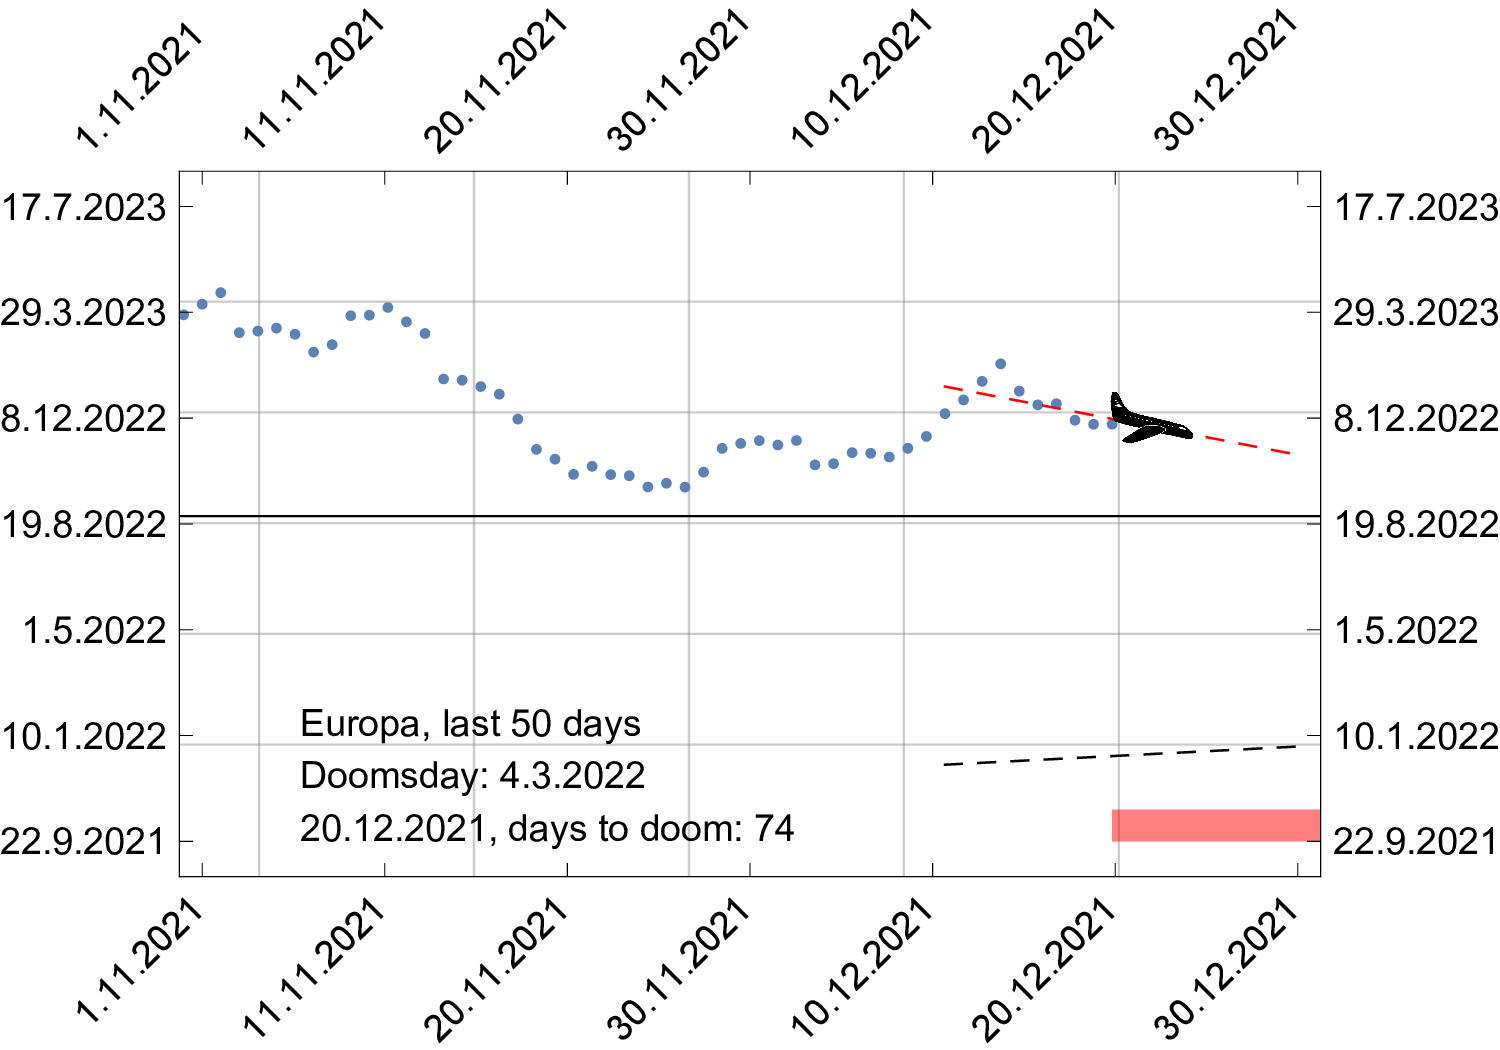 1.11.2021 11.11.2021 20.11.2021 30.11.2021 10.12.2021 20.12.2021 30.12.2021
17.7.2023 17.7.2023
29.3.2023 29.3.2023
8.12.2022 8.12.2022
19.8.2022 19.8.2022
1.5.2022 1.5.2022
Europa, last 50 days
10.1.2022 10.1.2022
Doomsday: 4.3.2022
20.12.2021, days to doom: 74
22.9.2021 22.9.2021
1.11.2021 11.11.2021 20.11.2021 30.11.2021 10.12.2021 20.12.2021 30.12.2021